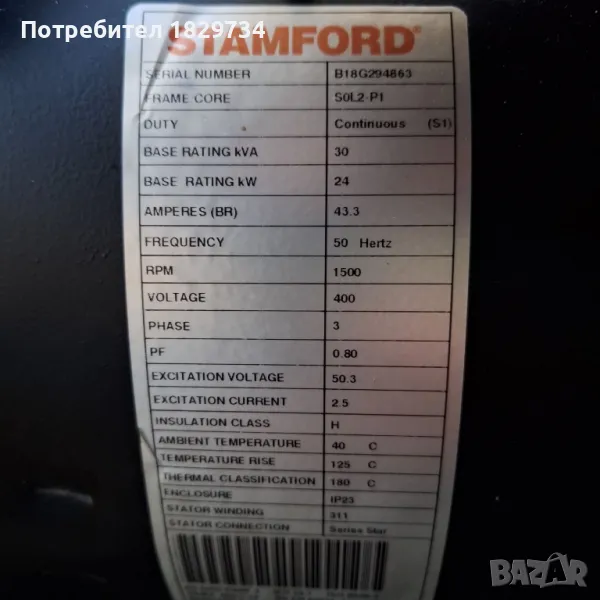 Потребител 1829734
STAMFORD
SERIAL NUMBER B18G294863
FRAME CORE S0L2-P1
DUTY Continuous (S1)
BASE RATING kVA 30
BASE RATING kW 24
AMPERES (BR) 43.3
FREQUENCY 50 Hertz
RPM 1500
VOLTAGE 400
PHASE 3
PF 0.80
EXCITATION VOLTAGE 50.3
EXCITATION CURRENT 2.5
INSULATION CLASS H
AMBIENT TEMPERATURE 40 C
TEMPERATURE RISE 125 C
THERMAL CLASSIFICATION 180 C
ENCLOSURE IP23
STATOR WINDING 311
STATOR CONNECTION Series Star
BAZAR